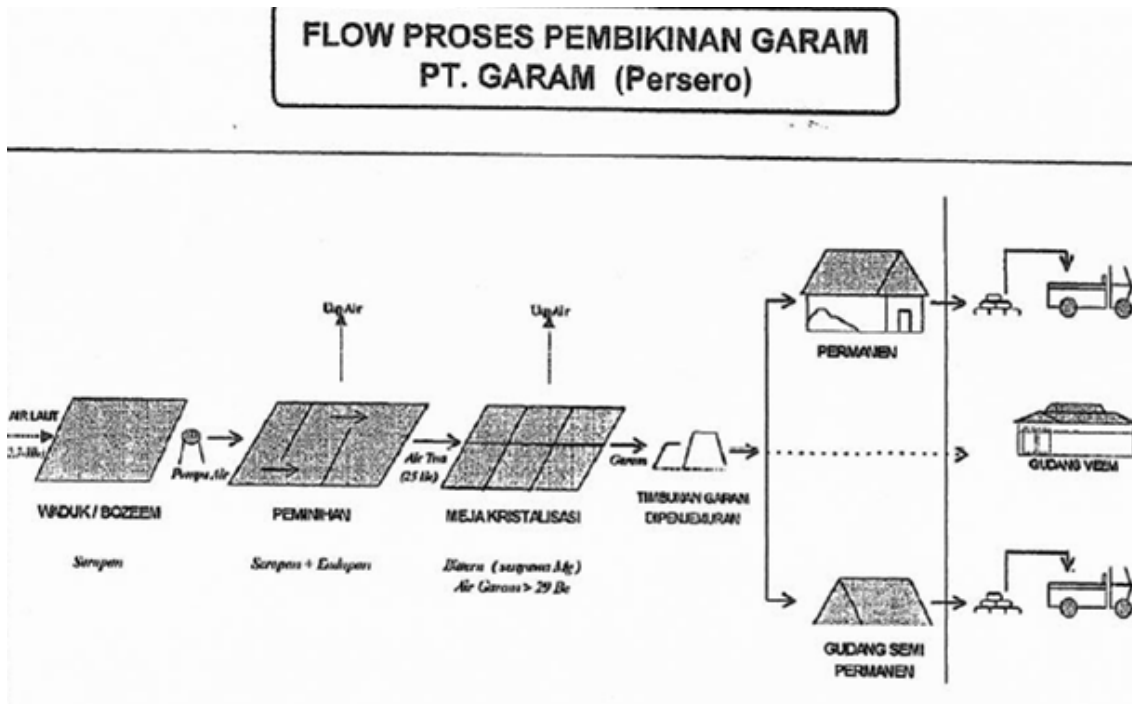 FLOW PROSES PEMBIKINAN GARAM
PT. GARAM (Persero)
Uap Air
Uap Air
PERMANEN
AIR LAUT
Pompa Air
Air Tua
(25 Be)
Garam
WADUK / BOZEEM
PEMINIHAN
MEJA KRISTALISASI
TIMBUNAN GARAM
DIPENJEMURAN
GUDANG VEEM
Serapan
Serapan + Endapan
(senyawa Mg)
Air Garam > 29 Be
GUDANG SEMI
PERMANEN